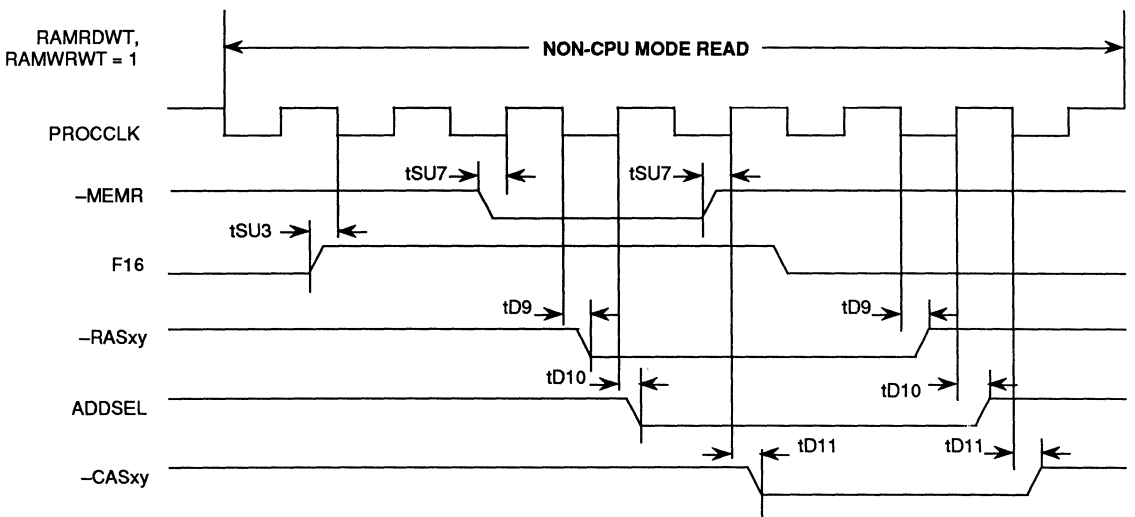 RAMRDWT,
RAMWRWT = 1
NON-CPU MODE READ
PROCCLK
tSU7
tSU7
–MEMR
tSU3
F16
tD9
tD9
–RASxy
tD10
tD10
ADDSEL
tD11
tD11
–CASxy